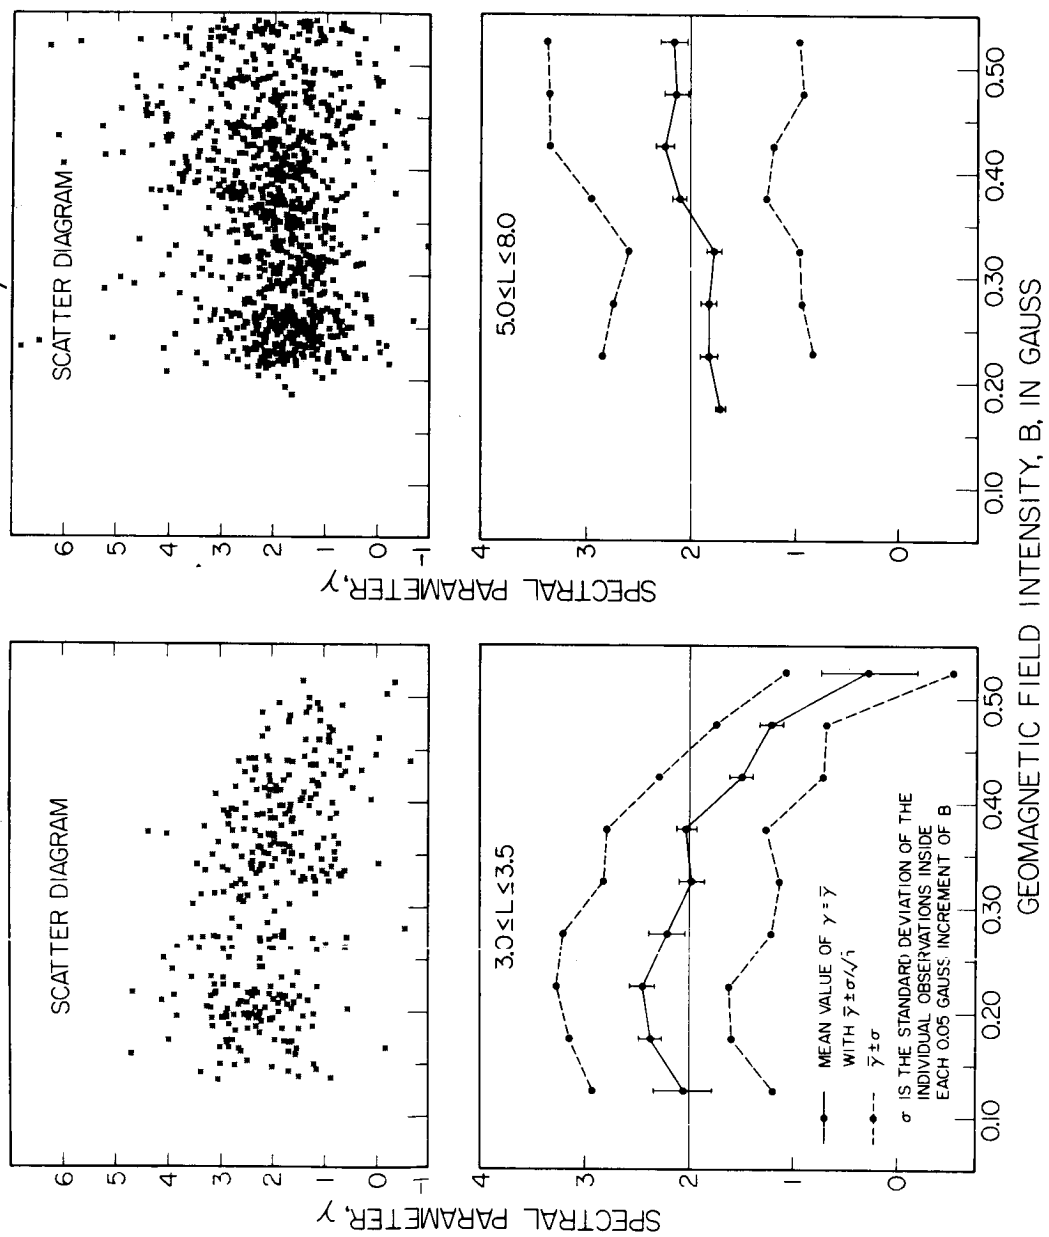 SCATTER DIAGRAM
6
5
4
3
2
1
0
-1
SPECTRAL PARAMETER, γ
3.0≤L≤3.5
4
3
2
1
0
MEAN VALUE OF γ = γ̅
WITH γ̅ ± σ/√i
γ̅ ± σ
σ IS THE STANDARD DEVIATION OF THE
INDIVIDUAL OBSERVATIONS INSIDE
EACH 0.05 GAUSS INCREMENT OF B
0.10
0.20
0.30
0.40
0.50
SCATTER DIAGRAM
6
5
4
3
2
1
0
-1
SPECTRAL PARAMETER, γ
5.0≤L≤8.0
4
3
2
1
0
0.10
0.20
0.30
0.40
0.50
GEOMAGNETIC FIELD INTENSITY, B, IN GAUSS